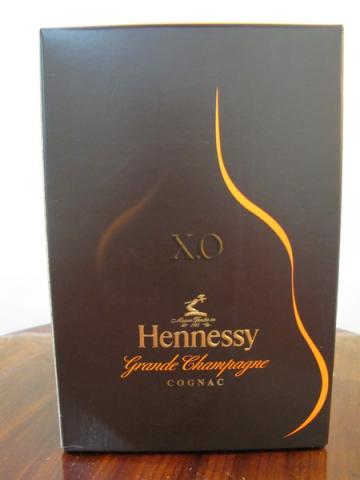 X.O
Hennessy
Grande Champagne
COGNAC